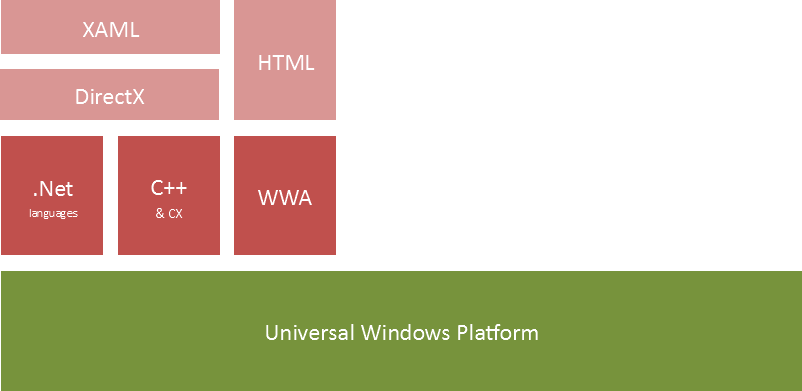 XAML
HTML
DirectX
.Net
languages
C++
& CX
WWA
Universal Windows Platform